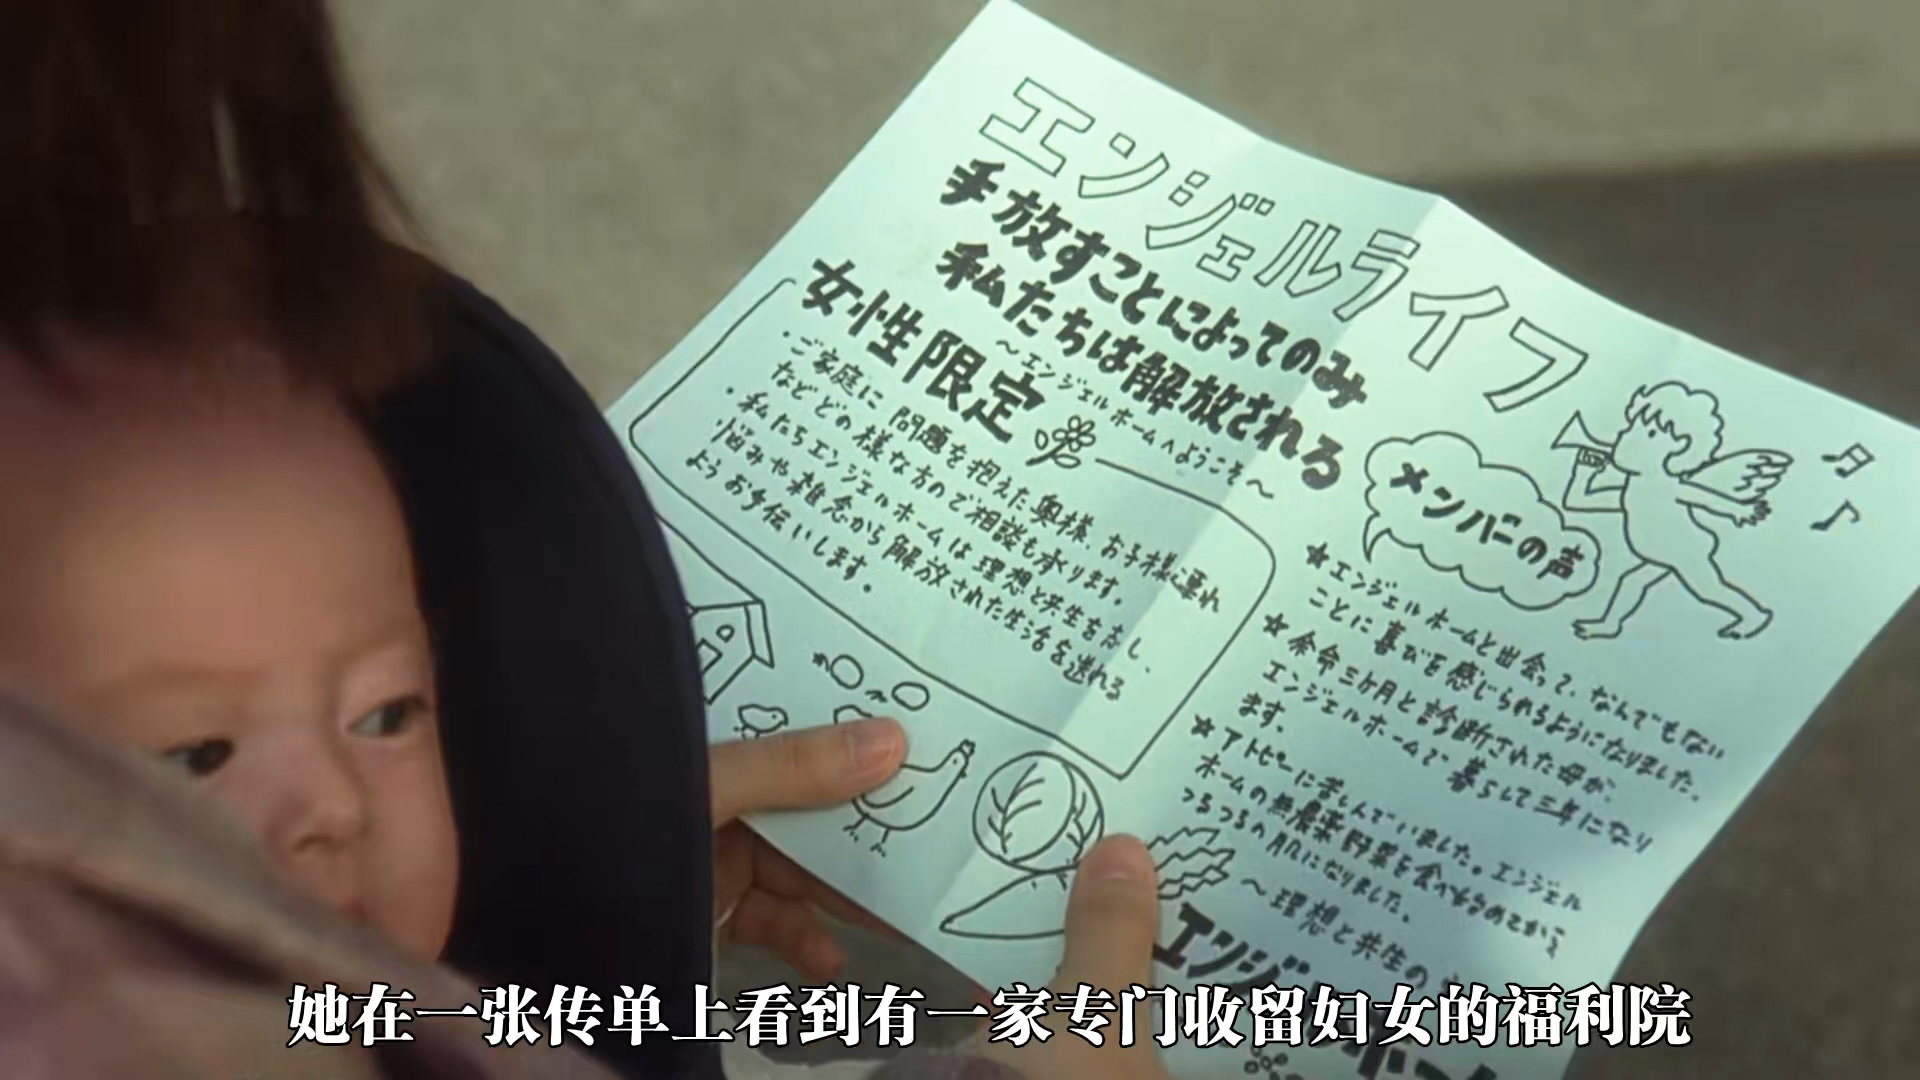 エンジェルライフ
手放すことによってのみ
私たちは解放される
～エンジェルホームへようこそ～
女性限定
・ご家庭に問題を抱えた奥様、お子様連れ
などどの様な方のご相談も承ります。
・私たちエンジェルホームは理想と共生を志し、
悩みや雑念から解放された生活を送れる
ようお手伝いします。
メンバーの声
★エンジェルホームと出会って、なんでもない
ことに喜びを感じられるようになりました。
★余命三ヶ月と診断された母が、
エンジェルホームで暮らして三年になり
ます。
★アトピーに苦しんでいました。エンジェル
ホームの無農薬野菜を食べ始めてから
つるつるの肌になりました。
～理想と共生の
エンジェルホーム
她在一张传单上看到有一家专门收留妇女的福利院